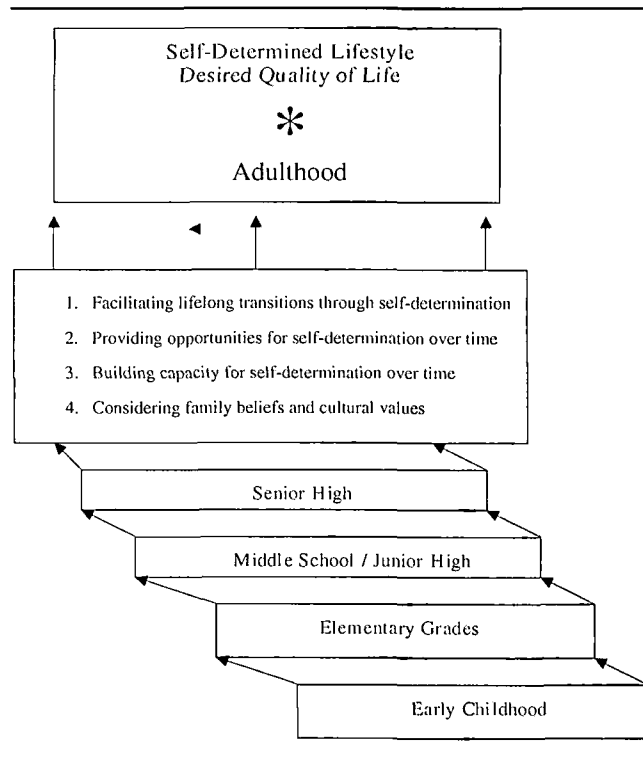 Self-Determined Lifestyle
Desired Quality of Life
*
Adulthood
1. Facilitating lifelong transitions through self-determination
2. Providing opportunities for self-determination over time
3. Building capacity for self-determination over time
4. Considering family beliefs and cultural values
Senior High
Middle School / Junior High
Elementary Grades
Early Childhood